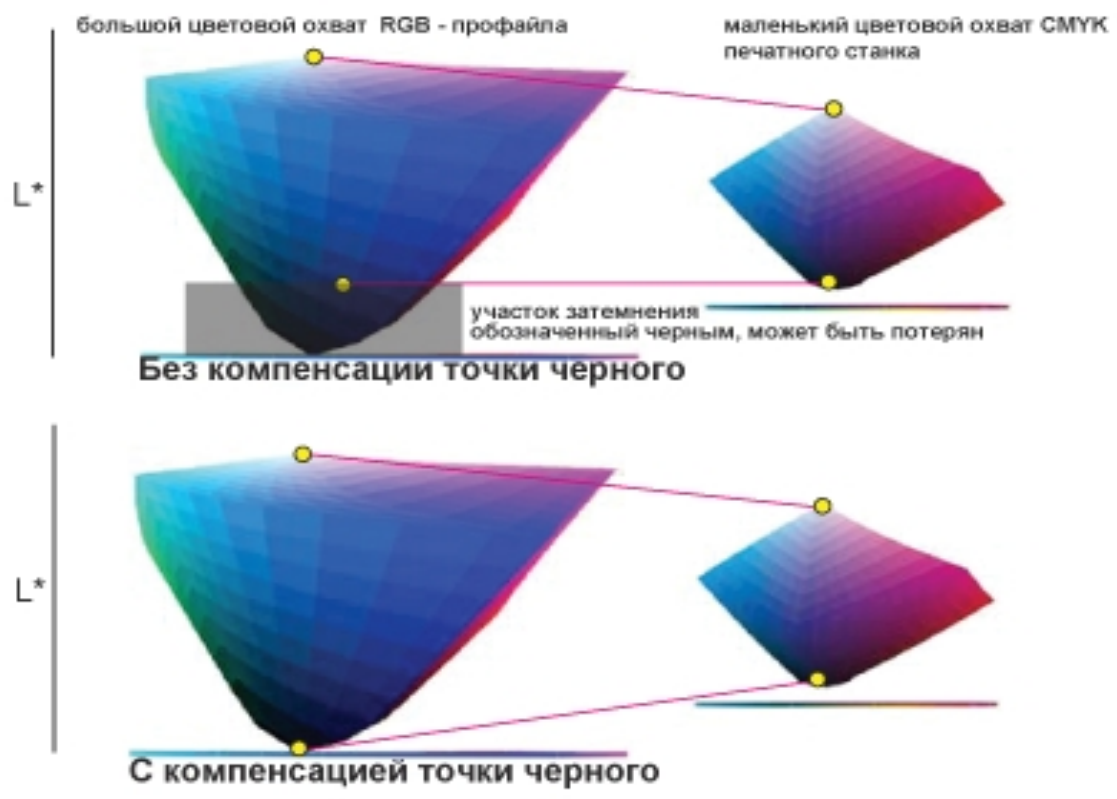 большой цветовой охват RGB - профайла
маленький цветовой охват CMYK
печатного станка
L*
участок затемнения
обозначенный черным, может быть потерян
Без компенсации точки черного
L*
С компенсацией точки черного